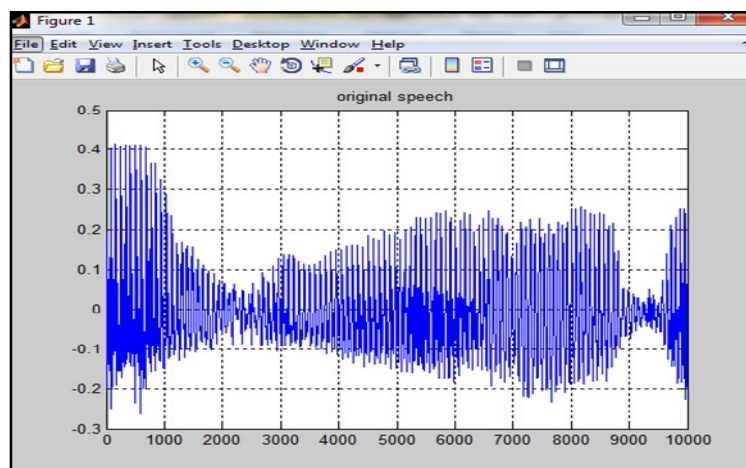 Figure 1
File Edit View Insert Tools Desktop Window Help
original speech
0.5
0.4
0.3
0.2
0.1
0
-0.1
-0.2
-0.3
0 1000 2000 3000 4000 5000 6000 7000 8000 9000 10000